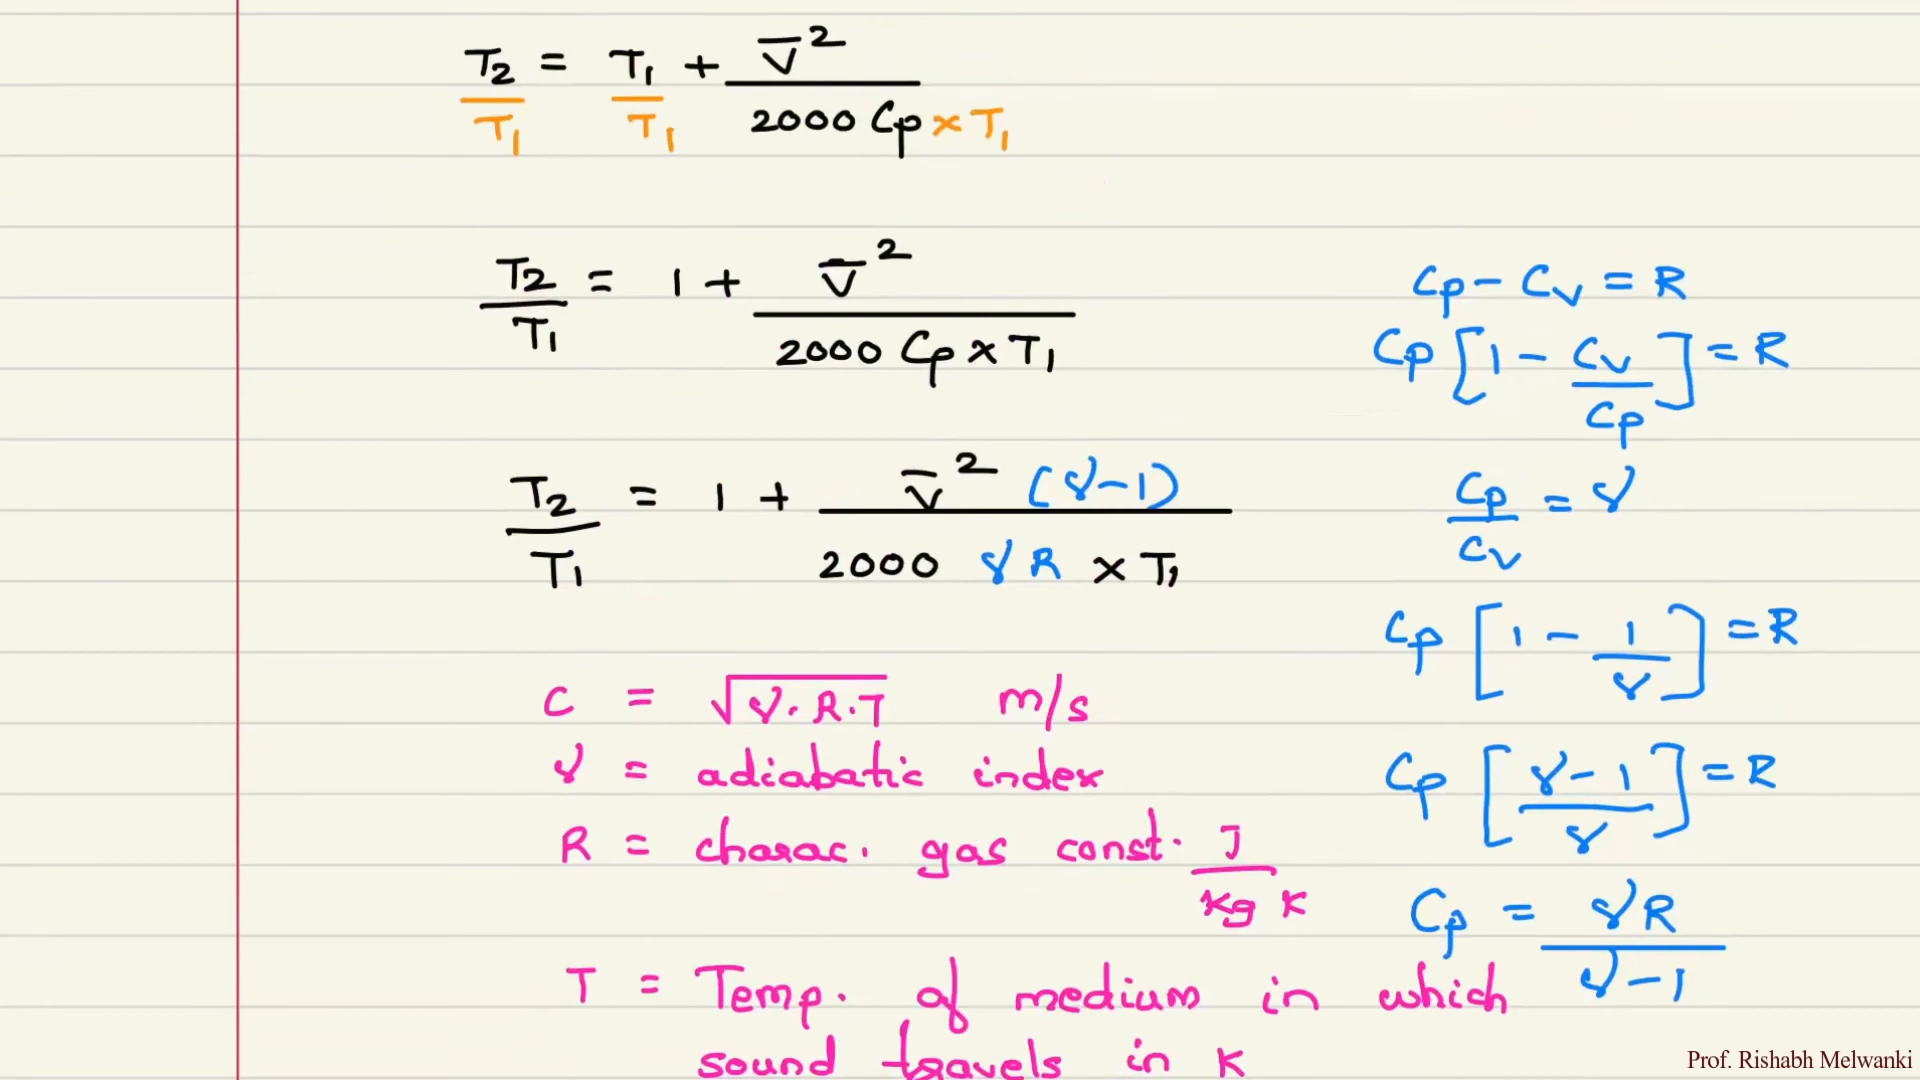 T₂/T₁ = T₁/T₁ + V̄²/(2000 Cp × T₁)
T₂/T₁ = 1 + V̄²/(2000 Cp × T₁)
T₂/T₁ = 1 + V̄² (γ-1)/(2000 γR × T₁)
C = √(γ.R.T) m/s
γ = adiabatic index
R = charac. gas const. J/kg K
T = Temp. of medium in which
sound travels in K
Cp - Cv = R
Cp [1 - Cv/Cp] = R
Cp/Cv = γ
Cp [1 - 1/γ] = R
Cp [(γ-1)/γ] = R
Cp = γR/(γ-1)
Prof. Rishabh Melwanki